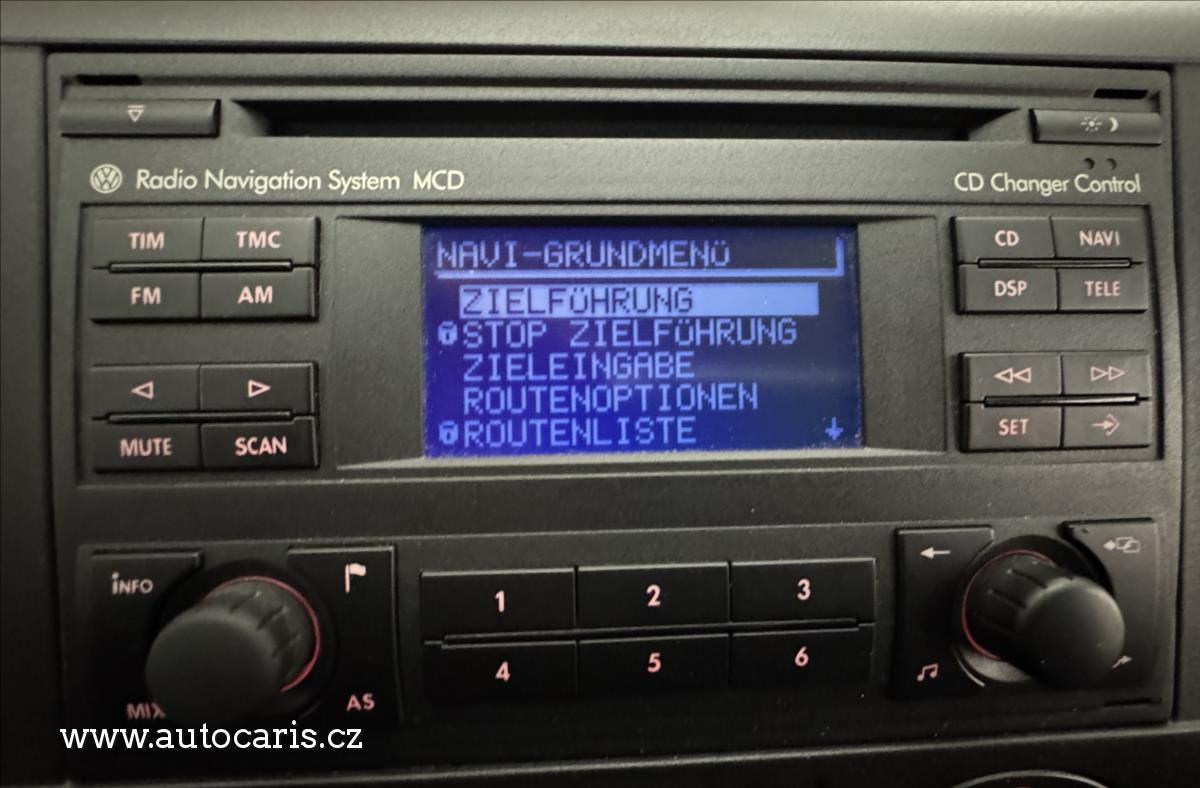 Radio Navigation System MCD
CD Changer Control
TIM TMC
FM AM
MUTE SCAN
NAVI-GRUNDMENÜ
ZIELFÜHRUNG
STOP ZIELFÜHRUNG
ZIELEINGABE
ROUTENOPTIONEN
ROUTENLISTE
CD NAVI
DSP TELE
SET
INFO
MIX
AS
1 2 3
4 5 6
www.autocaris.cz